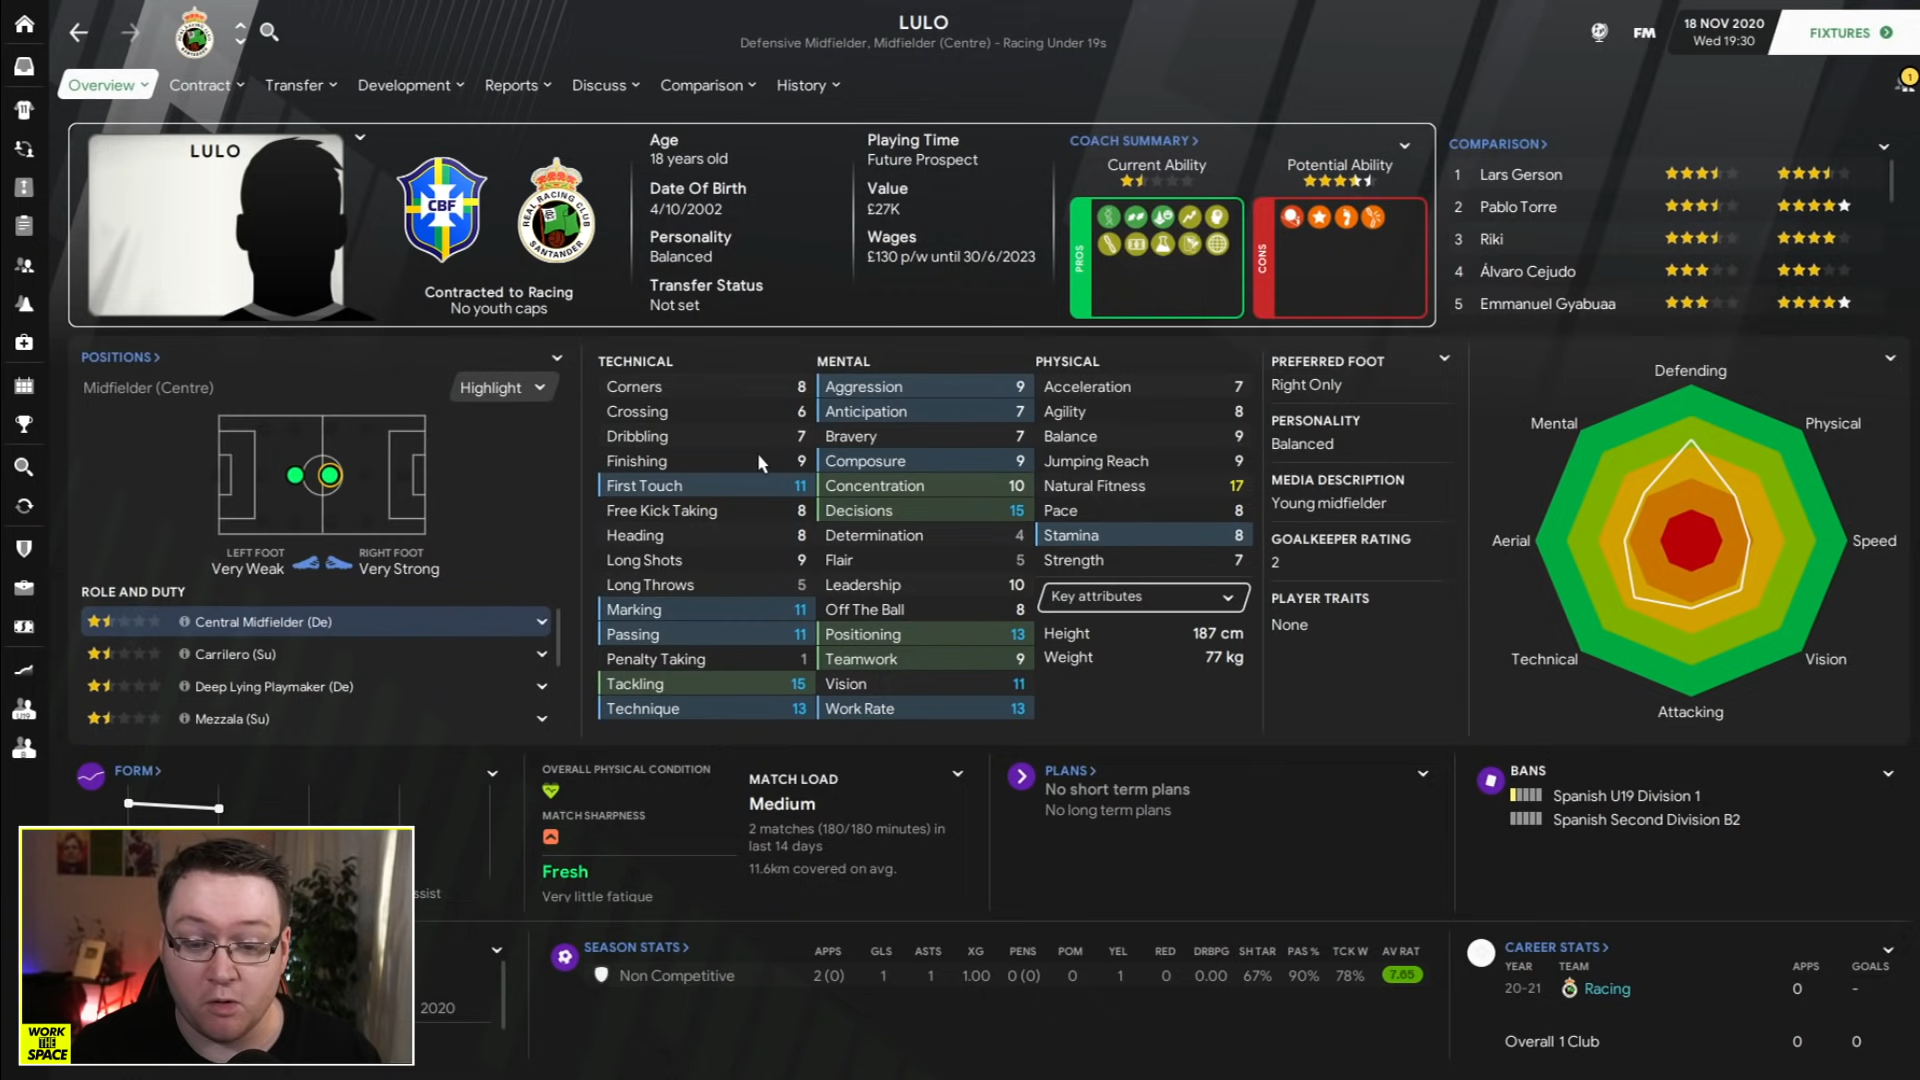 LULO
Defensive Midfielder, Midfielder (Centre) - Racing Under 19s
FM
18 NOV 2020
Wed 19:30
FIXTURES
1
Overview
Contract
Transfer
Development
Reports
Discuss
Comparison
History
LULO
CBF
REAL RACING CLUB
SANTANDER
Contracted to Racing
No youth caps
Age
18 years old
Date Of Birth
4/10/2002
Personality
Balanced
Transfer Status
Not set
Playing Time
Future Prospect
Value
£27K
Wages
£130 p/w until 30/6/2023
COACH SUMMARY >
Current Ability
Potential Ability
PROS
CONS
COMPARISON >
1 Lars Gerson
2 Pablo Torre
3 Riki
4 Álvaro Cejudo
5 Emmanuel Gyabuaa
POSITIONS >
Midfielder (Centre)
Highlight
LEFT FOOT
Very Weak
RIGHT FOOT
Very Strong
ROLE AND DUTY
Central Midfielder (De)
Carrilero (Su)
Deep Lying Playmaker (De)
Mezzala (Su)
TECHNICAL
Corners 8
Crossing 6
Dribbling 7
Finishing 9
First Touch 11
Free Kick Taking 8
Heading 8
Long Shots 9
Long Throws 5
Marking 11
Passing 11
Penalty Taking 1
Tackling 15
Technique 13
MENTAL
Aggression 9
Anticipation 7
Bravery 7
Composure 9
Concentration 10
Decisions 15
Determination 4
Flair 5
Leadership 10
Off The Ball 8
Positioning 13
Teamwork 9
Vision 11
Work Rate 13
PHYSICAL
Acceleration 7
Agility 8
Balance 9
Jumping Reach 9
Natural Fitness 17
Pace 8
Stamina 8
Strength 7
Key attributes
Height 187 cm
Weight 77 kg
PREFERRED FOOT
Right Only
PERSONALITY
Balanced
MEDIA DESCRIPTION
Young midfielder
GOALKEEPER RATING
2
PLAYER TRAITS
None
Defending
Physical
Speed
Vision
Attacking
Technical
Aerial
Mental
FORM >
ssist
2020
OVERALL PHYSICAL CONDITION
MATCH SHARPNESS
Fresh
Very little fatigue
MATCH LOAD
Medium
2 matches (180/180 minutes) in
last 14 days
11.6km covered on avg.
PLANS >
No short term plans
No long term plans
BANS
Spanish U19 Division 1
Spanish Second Division B2
SEASON STATS >
APPS GLS ASTS XG PENS POM YEL RED DRBPG SH TAR PAS % TCK W AV RAT
Non Competitive 2 (0) 1 1 1.00 0 (0) 0 1 0 0.00 67% 90% 78% 7.65
CAREER STATS >
YEAR TEAM APPS GOALS
20-21 Racing 0 -
Overall 1 Club 0 0
WORK
THE
SPACE
U19